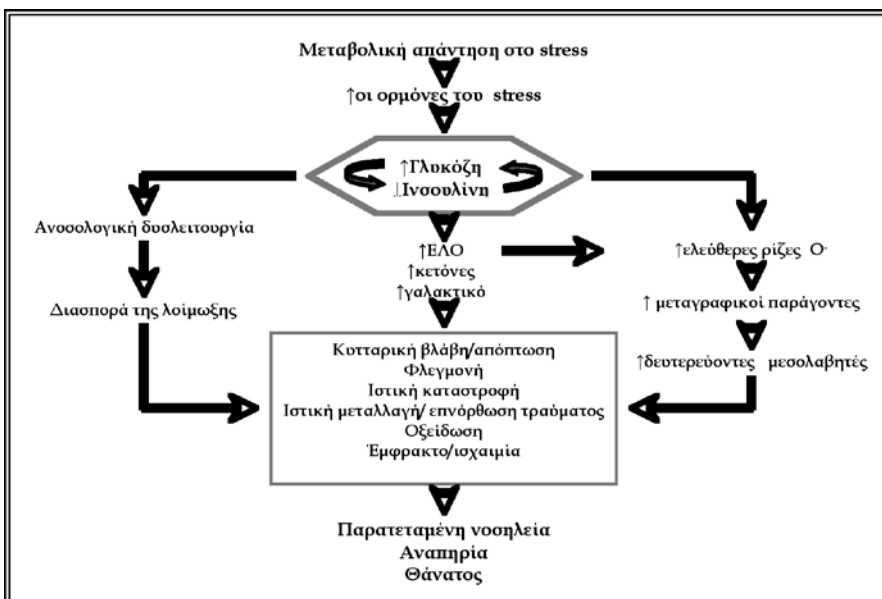 Μεταβολική απάντηση στο stress
↑οι ορμόνες του stress
↑Γλυκόζη
↓Ινσουλίνη
Ανοσολογική δυσλειτουργία
Διασπορά της λοίμωξης
↑ΕΛΟ
↑κετόνες
↑γαλακτικό
↑ελεύθερες ρίζες Ο-
↑ μεταγραφικοί παράγοντες
↑δευτερεύοντες μεσολαβητές
Κυτταρική βλάβη/απόπτωση
Φλεγμονή
Ιστική καταστροφή
Ιστική μεταλλαγή/ επνόρθωση τραύματος
Οξείδωση
Έμφρακτο/ισχαιμία
Παρατεταμένη νοσηλεία
Αναπηρία
Θάνατος